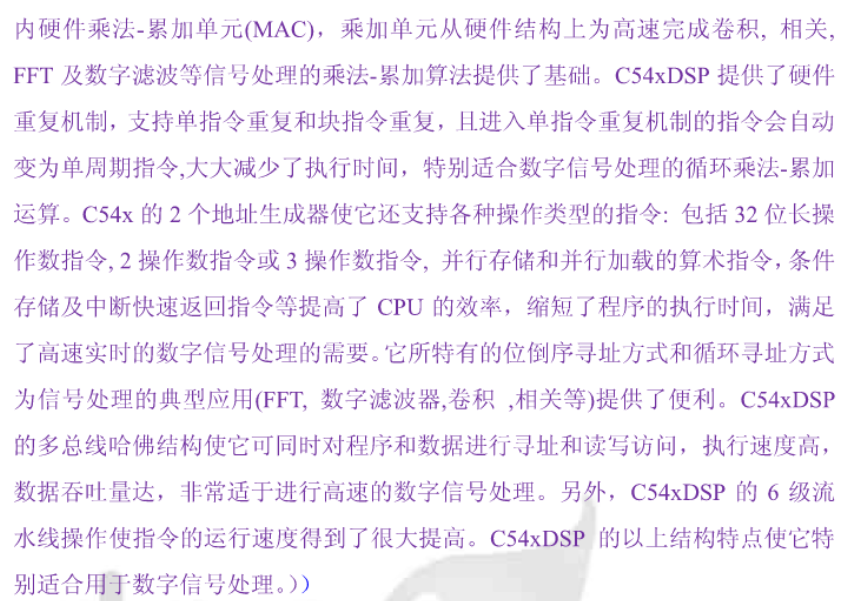 内硬件乘法-累加单元(MAC)，乘加单元从硬件结构上为高速完成卷积, 相关,
FFT 及数字滤波等信号处理的乘法-累加算法提供了基础。C54xDSP 提供了硬件
重复机制，支持单指令重复和块指令重复，且进入单指令重复机制的指令会自动
变为单周期指令,大大减少了执行时间，特别适合数字信号处理的循环乘法-累加
运算。C54x 的 2 个地址生成器使它还支持各种操作类型的指令: 包括 32 位长操
作数指令, 2 操作数指令或 3 操作数指令, 并行存储和并行加载的算术指令，条件
存储及中断快速返回指令等提高了 CPU 的效率，缩短了程序的执行时间，满足
了高速实时的数字信号处理的需要。它所特有的位倒序寻址方式和循环寻址方式
为信号处理的典型应用(FFT, 数字滤波器,卷积 ,相关等)提供了便利。C54xDSP
的多总线哈佛结构使它可同时对程序和数据进行寻址和读写访问，执行速度高，
数据吞吐量达，非常适于进行高速的数字信号处理。另外，C54xDSP 的 6 级流
水线操作使指令的运行速度得到了很大提高。C54xDSP 的以上结构特点使它特
别适合用于数字信号处理。））